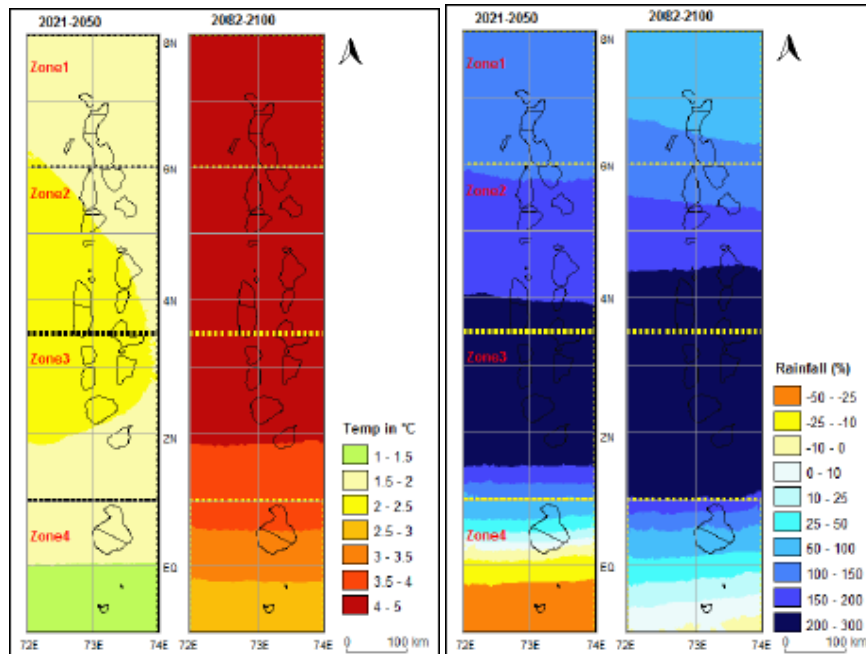 2021-2050
2082-2100
Zone1
Zone2
Zone3
Zone4
8N
6N
4N
2N
EQ
72E
73E
74E
73E
74E
Temp in °C
1 - 1.5
1.5 - 2
2 - 2.5
2.5 - 3
3 - 3.5
3.5 - 4
4 - 5
0 100 km
2021-2050
2082-2100
Zone1
Zone2
Zone3
Zone4
8N
6N
4N
2N
EQ
72E
73E
74E
73E
74E
Rainfall (%)
-50 - -25
-25 - -10
-10 - 0
0 - 10
10 - 25
25 - 50
60 - 100
100 - 150
150 - 200
200 - 300
0 100 km